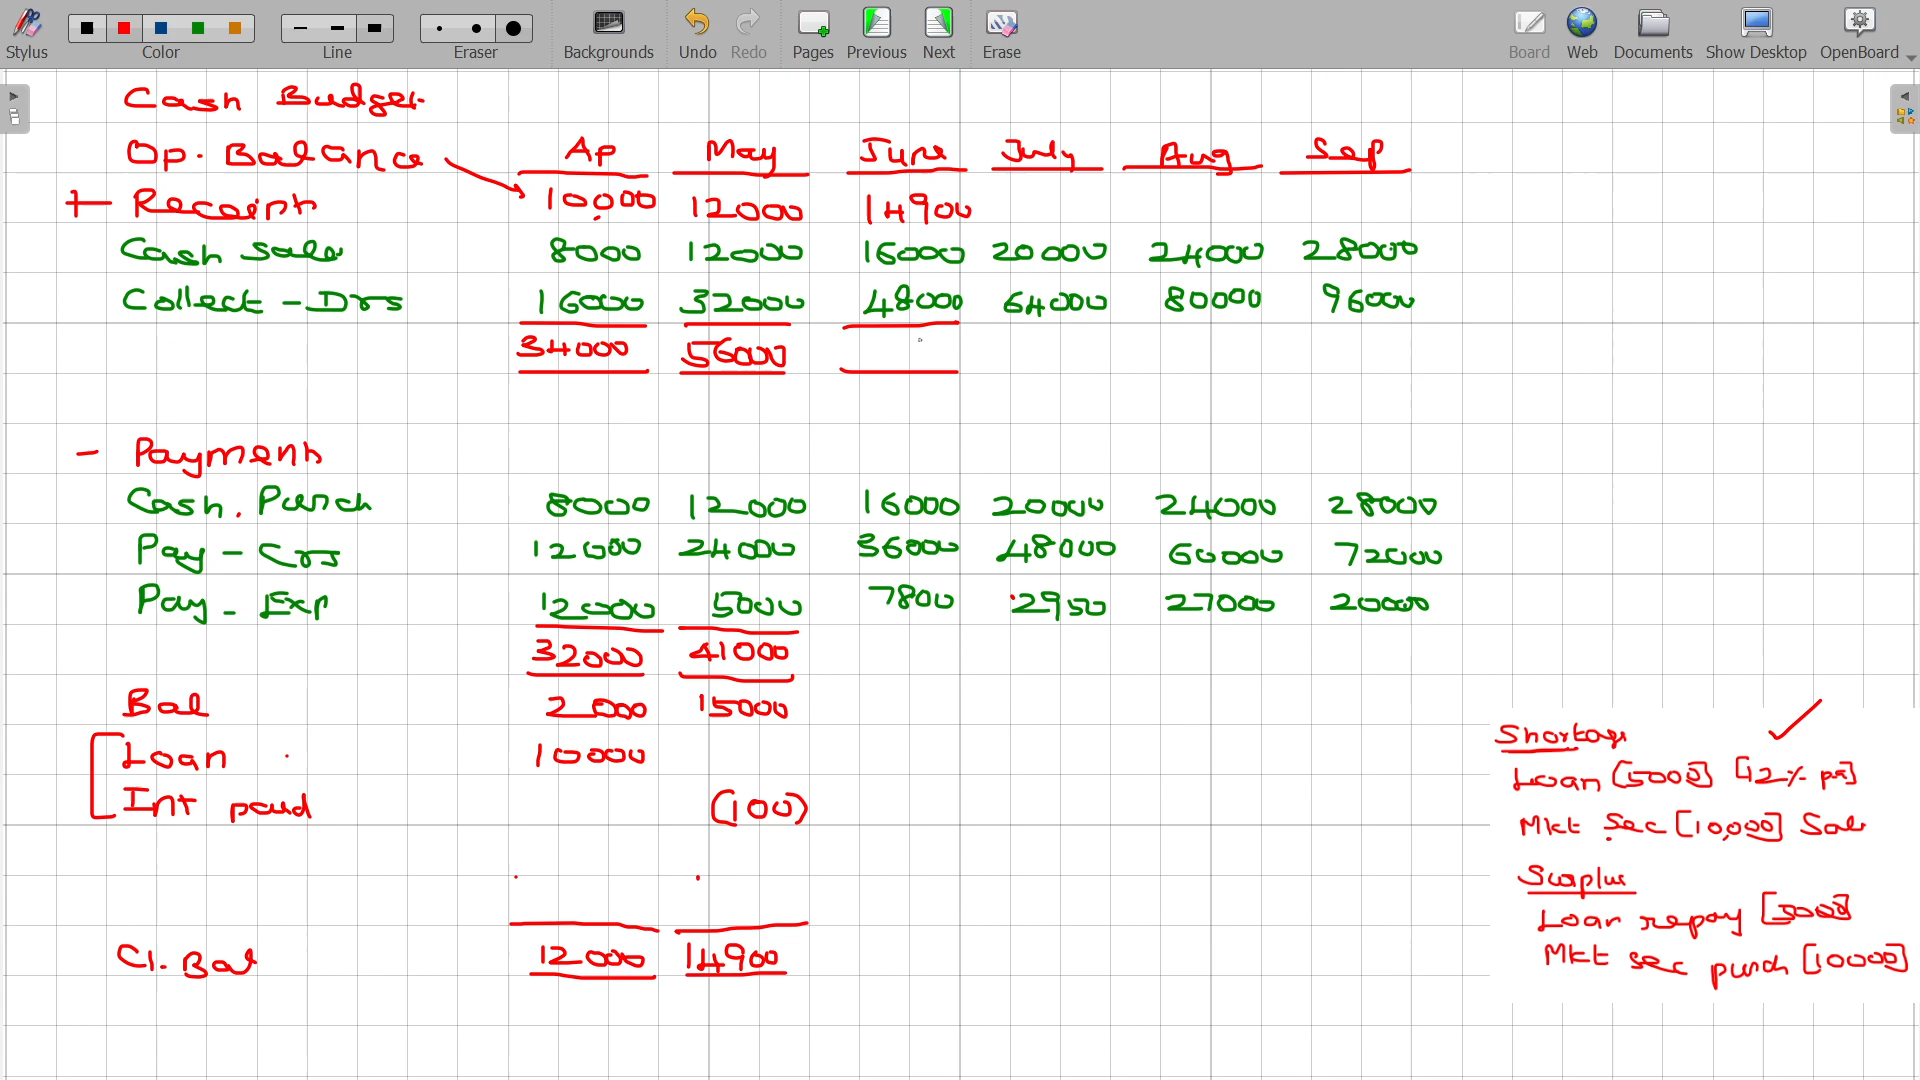 Stylus Color Line Eraser Backgrounds Undo Redo Pages Previous Next Erase Board Web Documents Show Desktop OpenBoard
Cash Budget
Op. Balance Ap May June July Aug Sep
+ Receipt 10,000 12000 14900
Cash Sales 8000 12000 16000 20000 24000 28000
Collect - Drs 16000 32000 48000 64000 80000 96000
34000 56000
- Payment
Cash. Purch 8000 12000 16000 20000 24000 28000
Pay - Crs 12000 24000 36000 48000 60000 72000
Pay - Exp 12000 5000 7800 2950 27000 20000
32000 41000
Bal 2000 15000
Loan 10000
Int paid (100)
Cl. Bal 12000 14900
Shortage
Loan [5000] [12% pa]
Mkt Sec [10,000] Sale
Surplus
Loan repay [5000]
Mkt sec purch [10000]